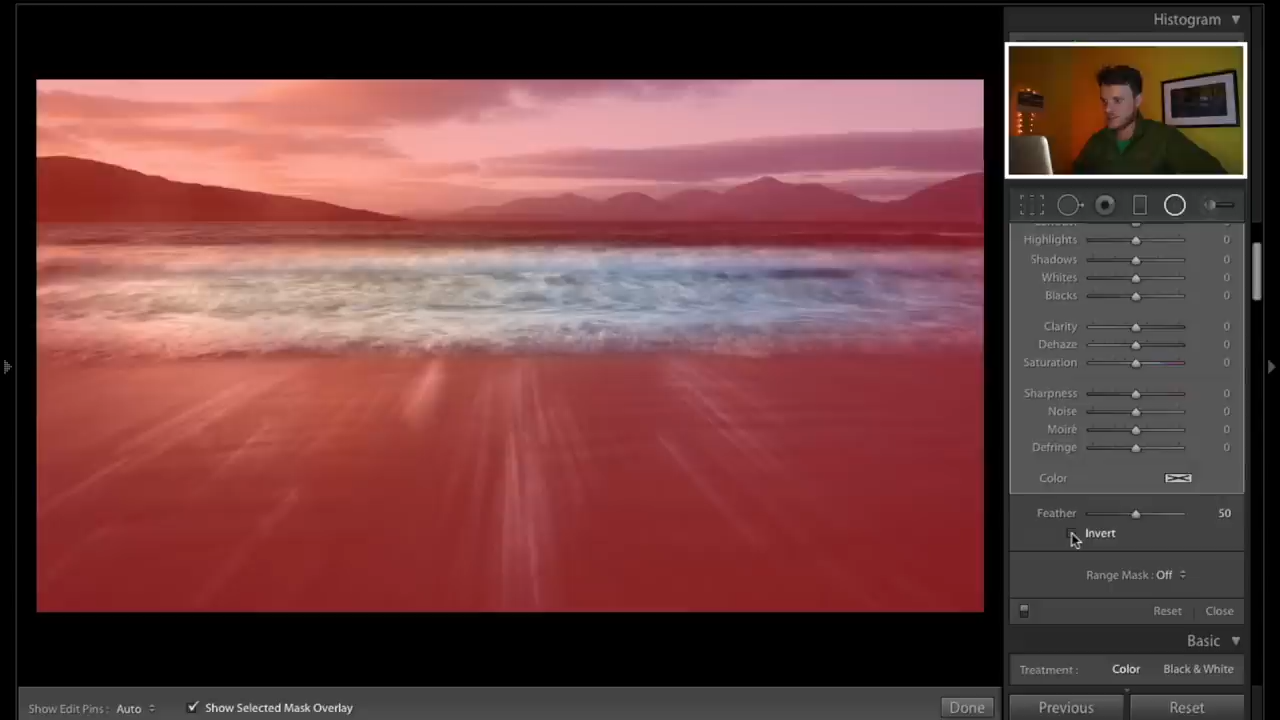 Histogram
Highlights 0
Shadows 0
Whites 0
Blacks 0
Clarity 0
Dehaze 0
Saturation 0
Sharpness 0
Noise 0
Moiré 0
Defringe 0
Color
Feather 50
Invert
Range Mask : Off
Reset Close
Basic
Treatment : Color Black & White
Show Edit Pins : Auto Show Selected Mask Overlay Done Previous Reset